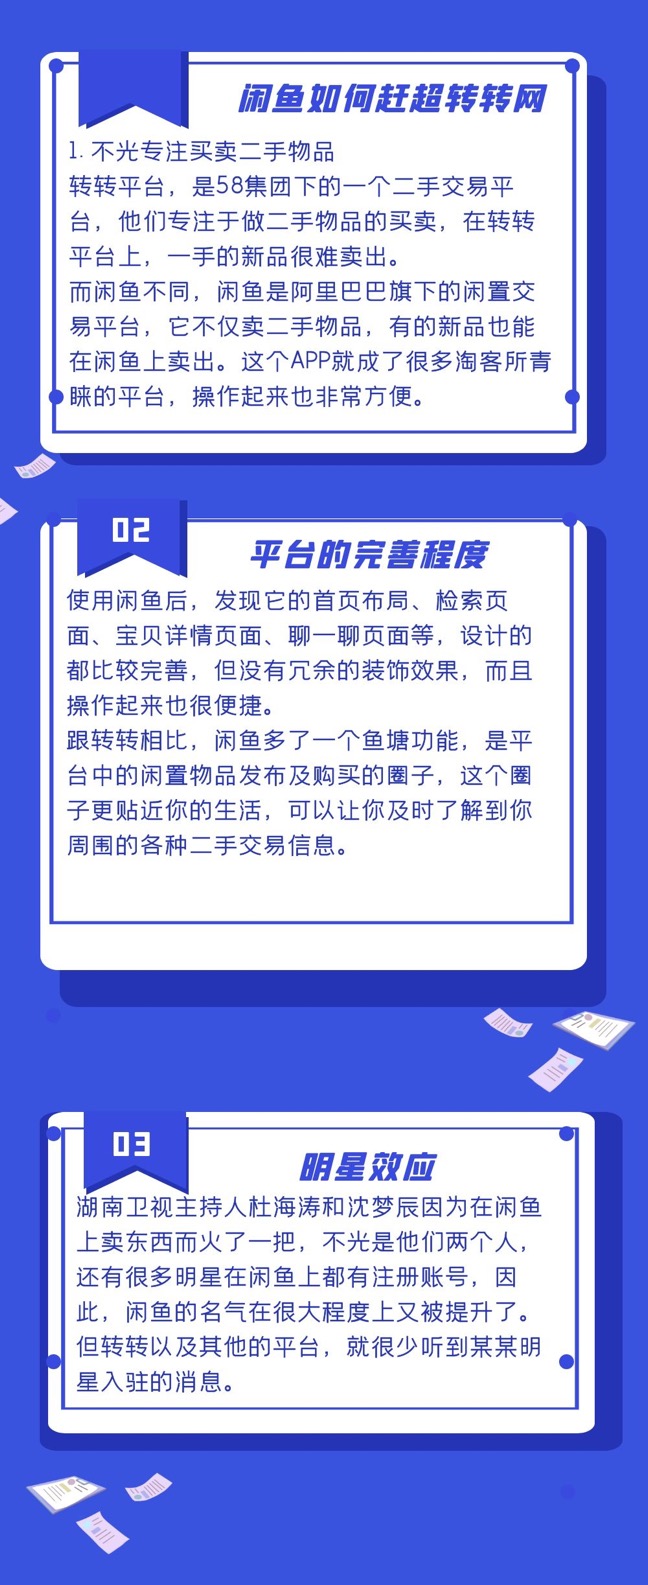 闲鱼如何赶超转转网
1. 不光专注买卖二手物品
转转平台，是58集团下的一个二手交易平
台，他们专注于做二手物品的买卖，在转转
平台上，一手的新品很难卖出。
而闲鱼不同，闲鱼是阿里巴巴旗下的闲置交
易平台，它不仅卖二手物品，有的新品也能
在闲鱼上卖出。这个APP就成了很多淘客所青
睐的平台，操作起来也非常方便。
02
平台的完善程度
使用闲鱼后，发现它的首页布局、检索页
面、宝贝详情页面、聊一聊页面等，设计的
都比较完善，但没有冗余的装饰效果，而且
操作起来也很便捷。
跟转转相比，闲鱼多了一个鱼塘功能，是平
台中的闲置物品发布及购买的圈子，这个圈
子更贴近你的生活，可以让你及时了解到你
周围的各种二手交易信息。
03
明星效应
湖南卫视主持人杜海涛和沈梦辰因为在闲鱼
上卖东西而火了一把，不光是他们两个人，
还有很多明星在闲鱼上都有注册账号，因
此，闲鱼的名气在很大程度上又被提升了。
但转转以及其他的平台，就很少听到某某明
星入驻的消息。